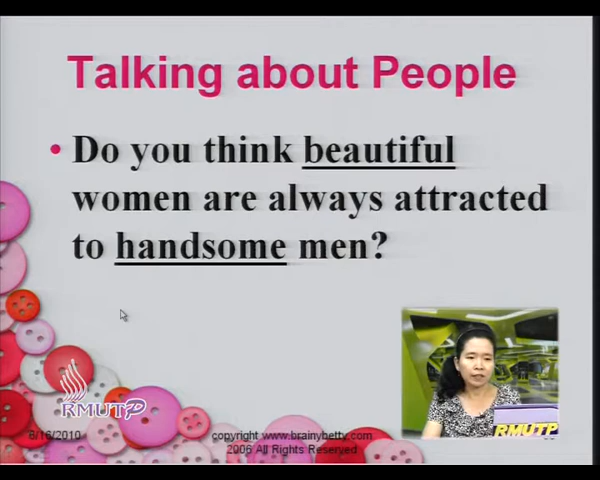 Talking about People
• Do you think beautiful
women are always attracted
to handsome men?
RMUTP
RMUTP
8/16/2010
copyright www.brainybetty.com
2006 All Rights Reserved